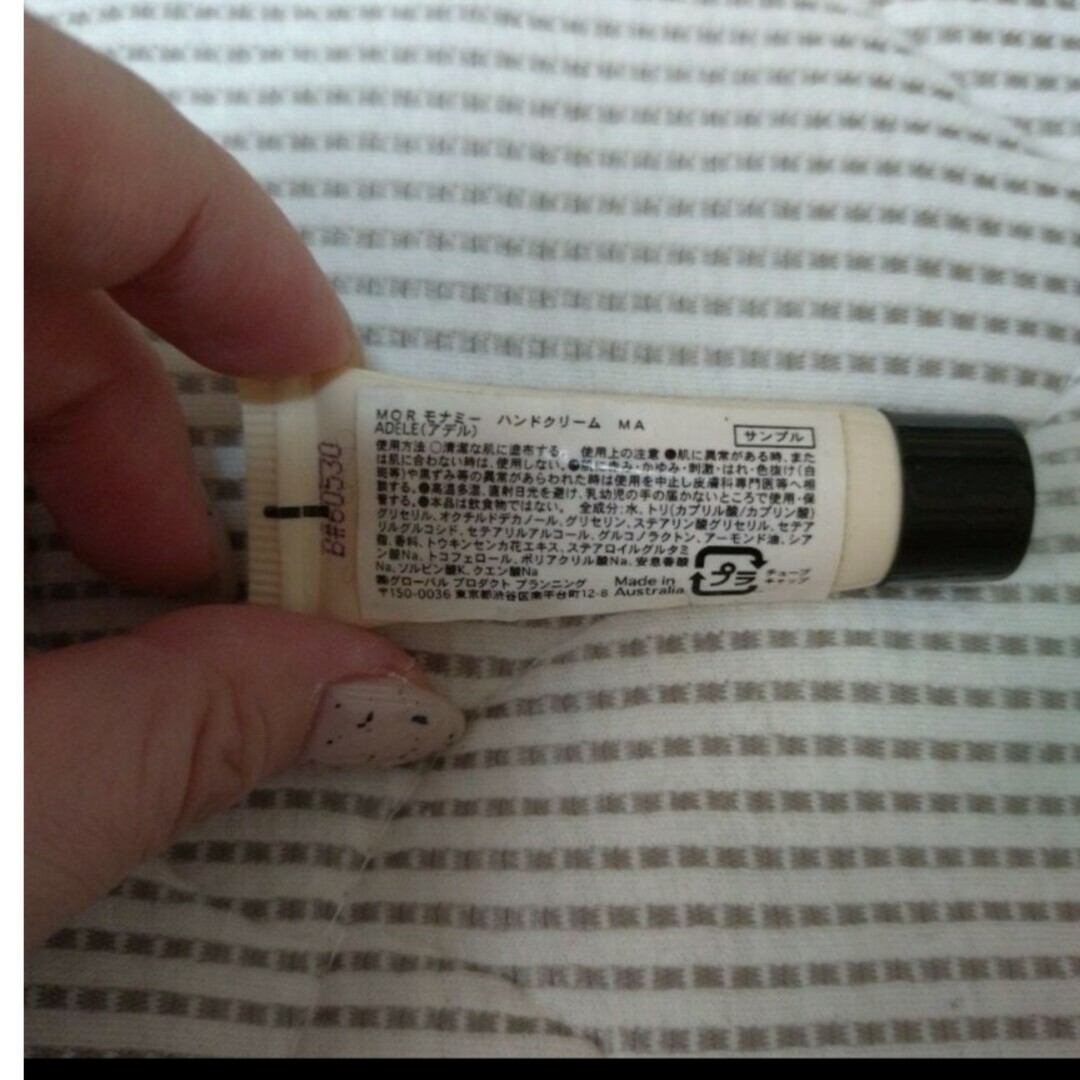 MOR モナミー ハンドクリーム MA
ADELE(アデル)
サンプル
使用方法 ○清潔な肌に塗布する。 使用上の注意 ●肌に異常がある時、また
は肌に合わない時は、使用しない。●肌に赤み・かゆみ・刺激・はれ・色抜け(白
斑等)や黒ずみ等の異常があらわれた時は使用を中止し皮膚科専門医等へ相
談する。●高温多湿、直射日光を避け、乳幼児の手の届かないところで使用・保
管する。●本品は飲食物ではない。 全成分:水、トリ(カプリル酸/カプリン酸)
グリセリル、オクチルドデカノール、グリセリン、ステアリン酸グリセリル、セテア
リルグルコシド、セテアリルアルコール、グルコノラクトン、アーモンド油、シア
脂、香料、トウキンセンカ花エキス、ステアロイルグルタミ
ン酸Na、トコフェロール、ポリアクリル酸Na、安息香酸
Na、ソルビン酸K、クエン酸Na
㈱グローバル プロダクト プランニング
〒150-0036 東京都渋谷区南平台町12-8
Made in
Australia
プラ
チューブ
キャップ
B#60530